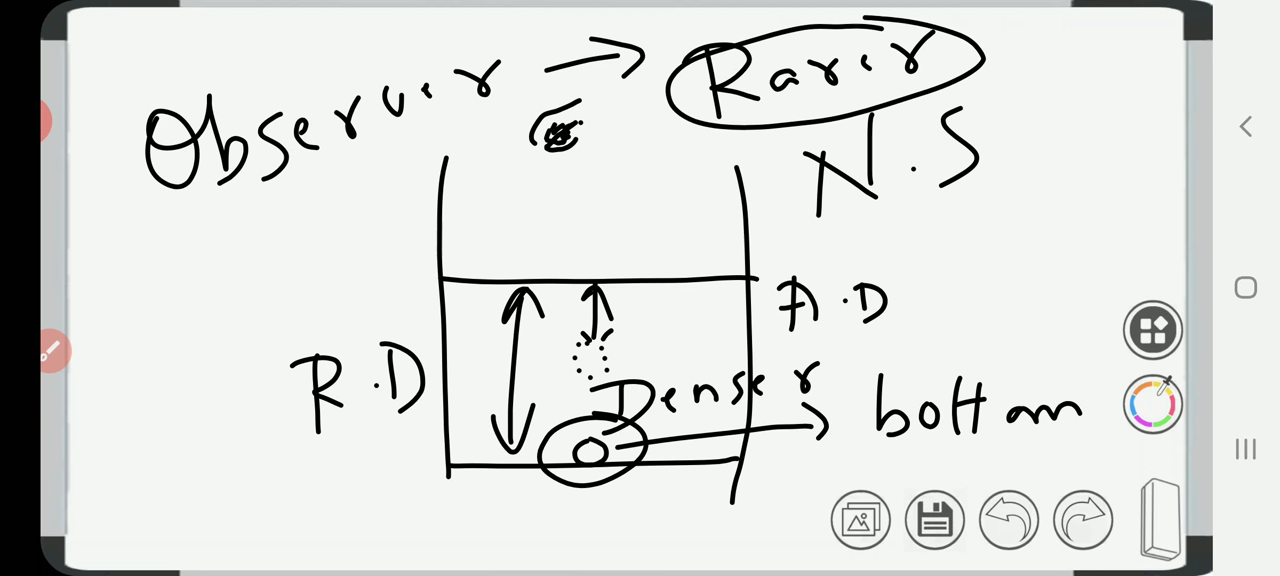 Observer → Rarer
N.S
A.D
R.D
Denser
bottom